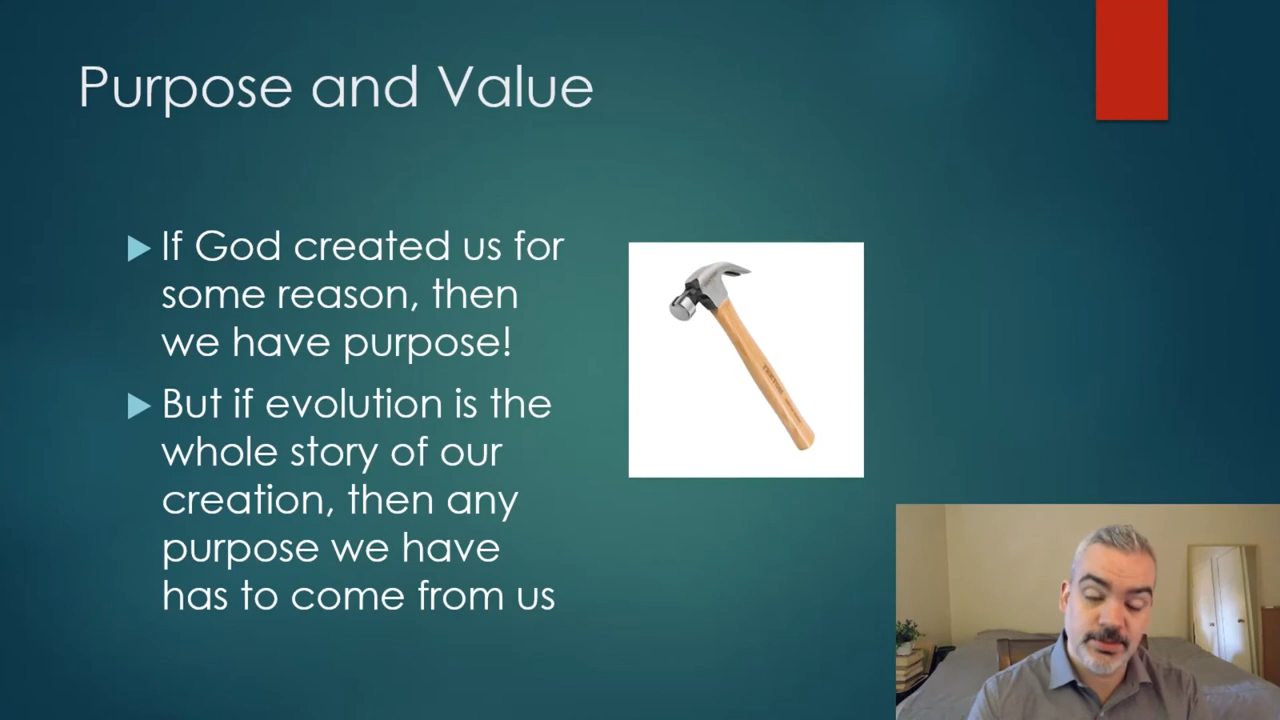 Purpose and Value
If God created us for
some reason, then
we have purpose!
But if evolution is the
whole story of our
creation, then any
purpose we have
has to come from us